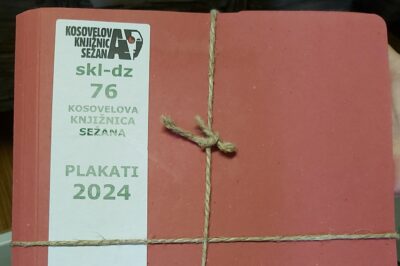 KOSOVELOVA
KNJIŽNICA
SEŽANA
skl-dz
76
KOSOVELOVA
KNJIŽNICA
SEŽANA
PLAKATI
2024